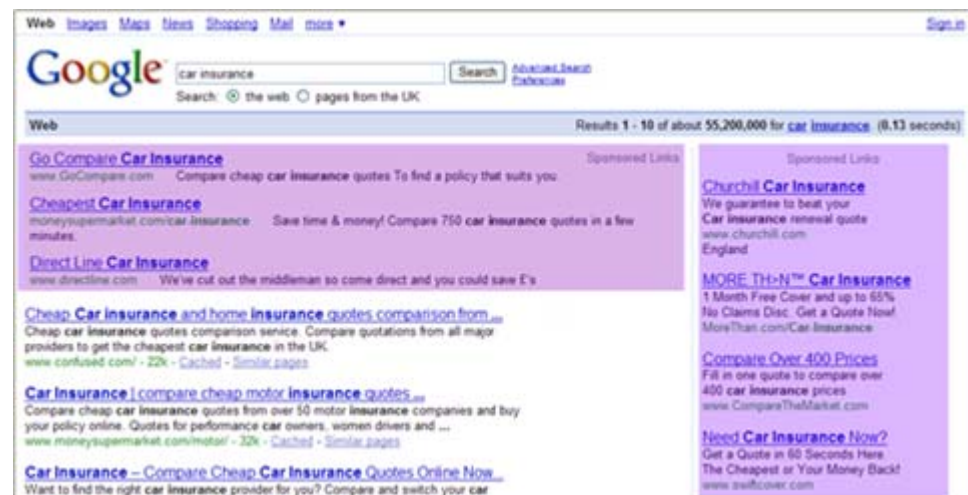 Web Images Maps News Shopping Mail more ▼ Sign in
Google car insurance Search Advanced Search
Preferences
Search: the web pages from the UK
Web Results 1 - 10 of about 55,200,000 for car insurance (0.13 seconds)
Go Compare Car Insurance Sponsored Links
www.GoCompare.com Compare cheap car insurance quotes To find a policy that suits you
Cheapest Car Insurance
moneysupermarket.com/car-insurance Save time & money! Compare 750 car insurance quotes in a few
minutes.
Direct Line Car Insurance
www.directline.com We've cut out the middleman so come direct and you could save £'s
Cheap Car insurance and home insurance quotes comparison from ...
Cheap car insurance quotes comparison service. Compare quotations from all major
providers to get the cheapest car insurance in the UK.
www.confused.com/ - 22k - Cached - Similar pages
Car Insurance | compare cheap motor insurance quotes ...
Compare cheap car insurance quotes from over 50 motor insurance companies and buy
your policy online. Quotes for performance car owners, women drivers and ...
www.moneysupermarket.com/motor/ - 32k - Cached - Similar pages
Car Insurance – Compare Cheap Car Insurance Quotes Online Now...
Want to find the right car insurance provider for you? Compare and switch your car
Sponsored Links
Churchill Car Insurance
We guarantee to beat your
Car insurance renewal quote
www.churchill.com
England
MORE TH>N™ Car Insurance
1 Month Free Cover and up to 65%
No Claims Disc. Get a Quote Now!
MoreThan.com/Car-Insurance
Compare Over 400 Prices
Fill in one quote to compare over
400 car insurance prices
www.CompareTheMarket.com
Need Car Insurance Now?
Get a Quote in 60 Seconds Here.
The Cheapest or Your Money Back!
www.swiftcover.com